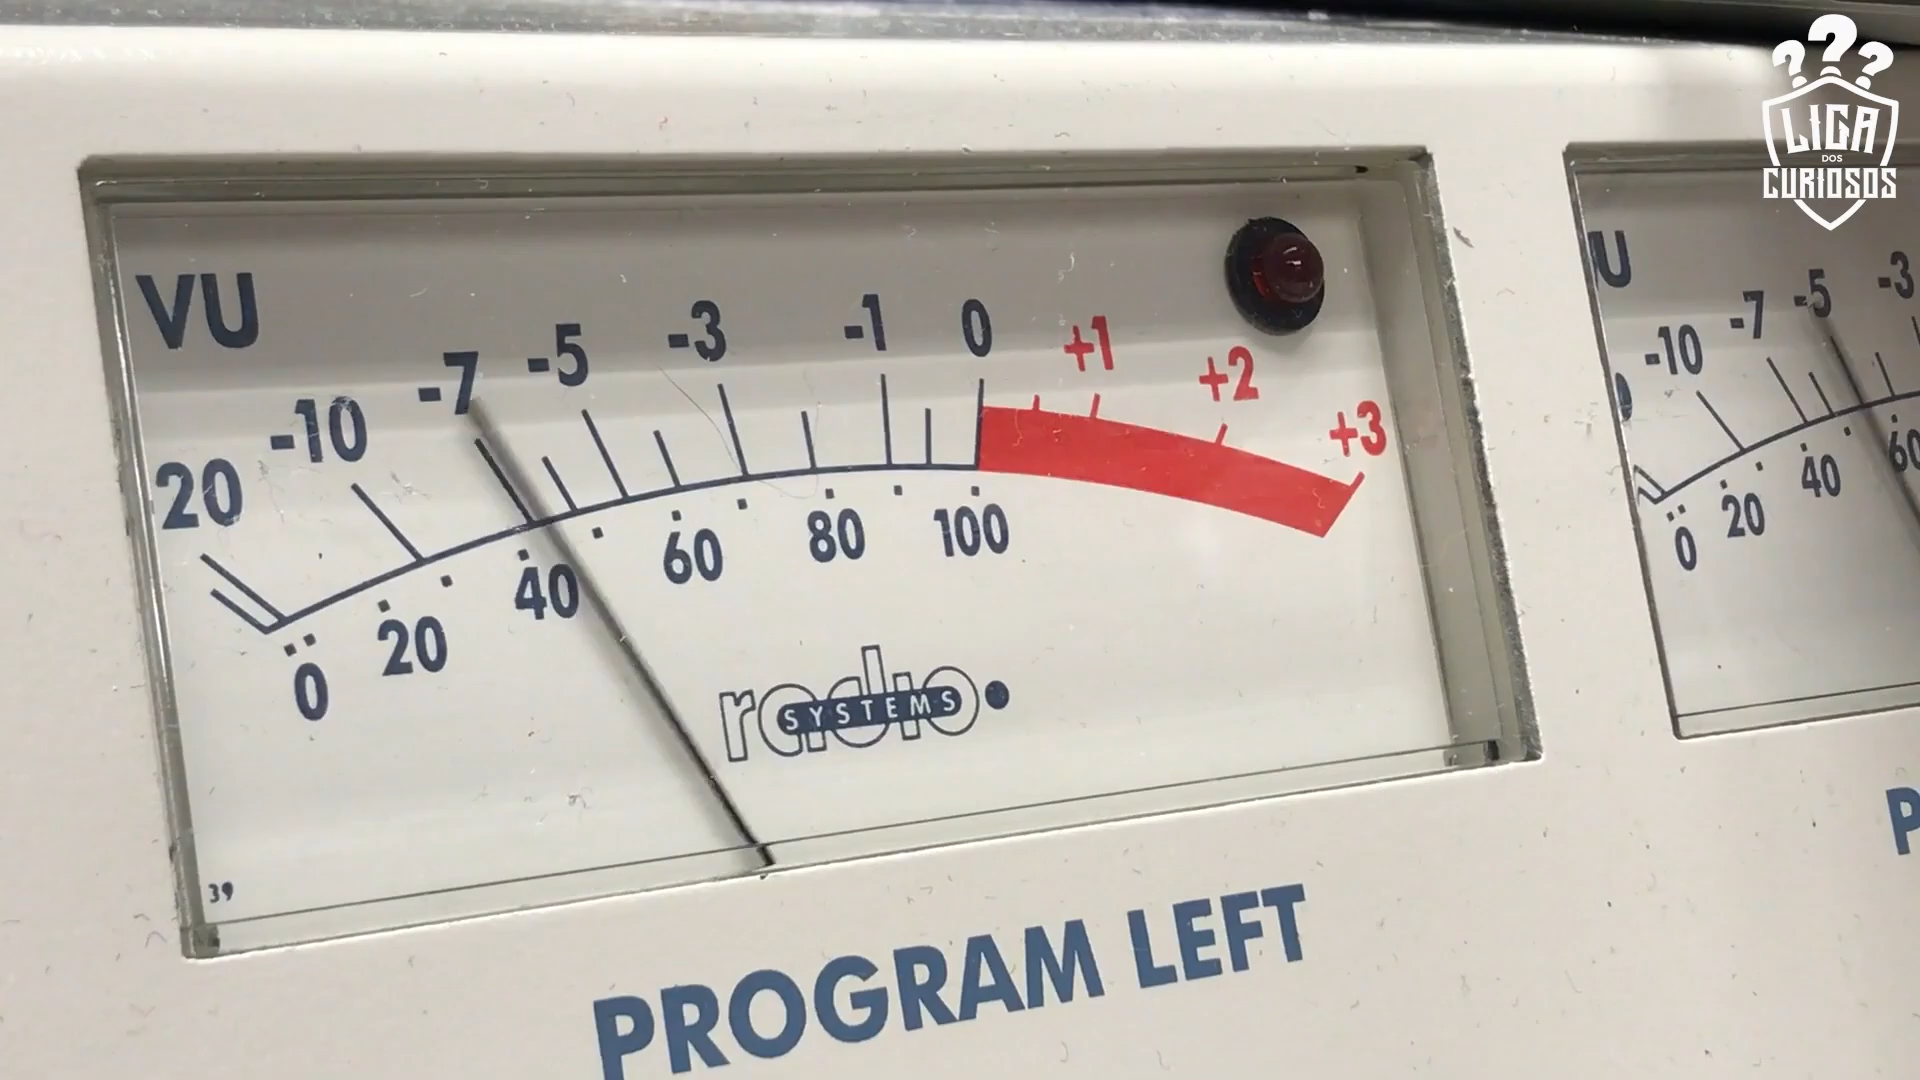 VU
20 -10 -7 -5 -3 -1 0 +1 +2 +3
0 20 40 60 80 100
radio
SYSTEMS
39
PROGRAM LEFT
U
-10 -7 -5 -3
0 20 40 60
P
???
LIGA
DOS
CURIOSOS